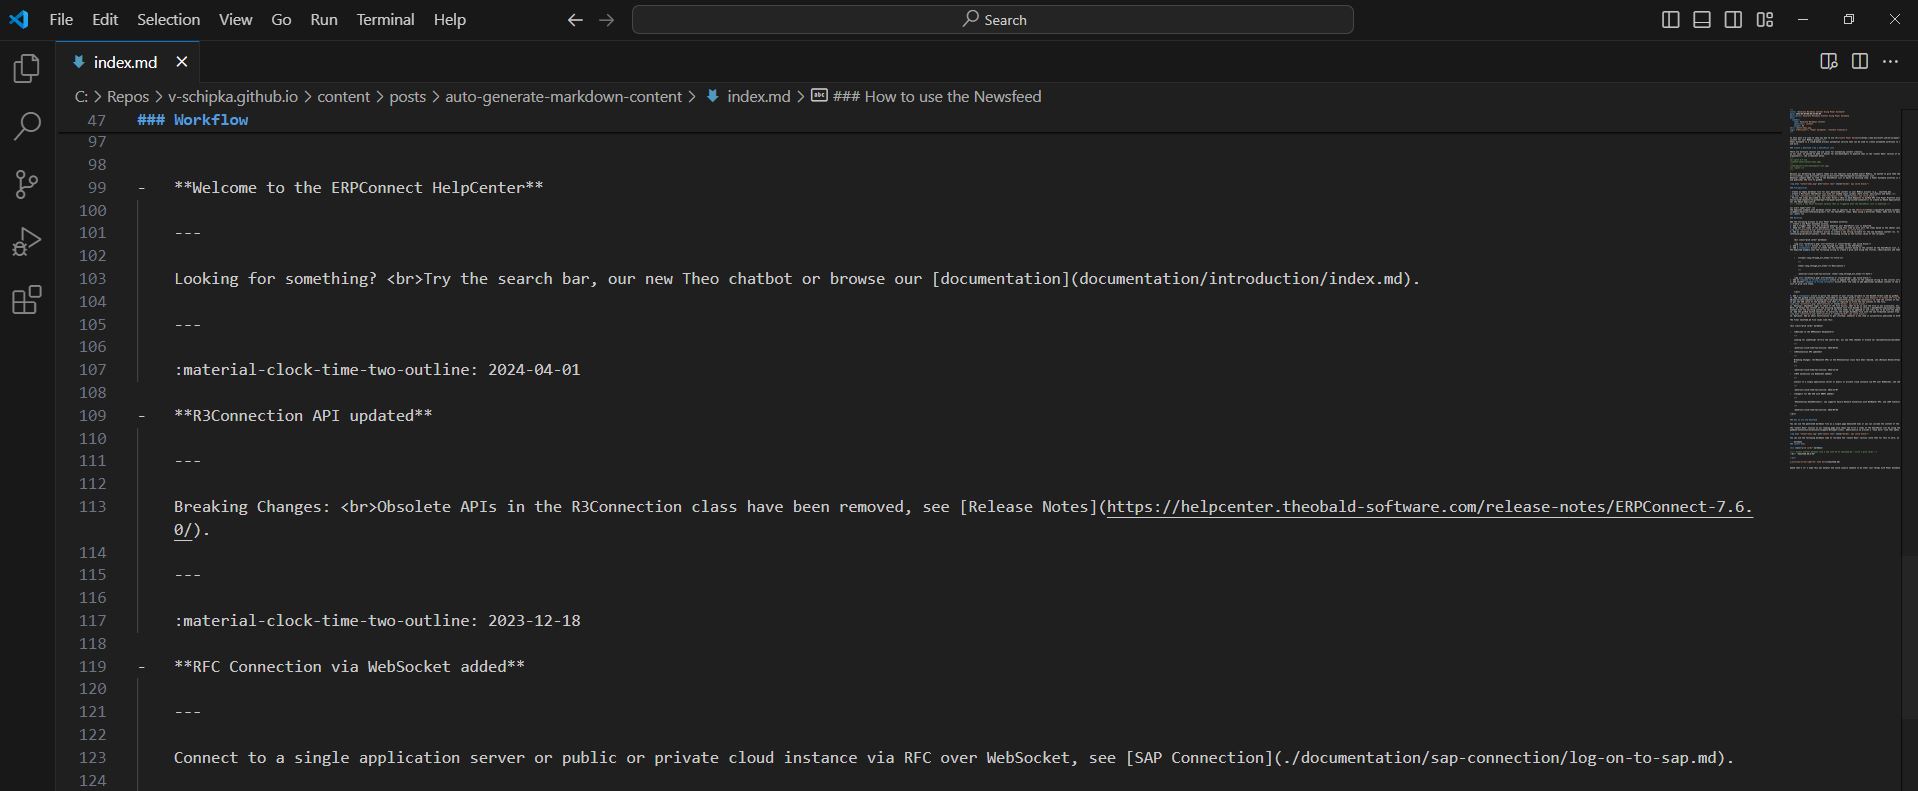 File Edit Selection View Go Run Terminal Help
Search
index.md
C: > Repos > v-schipka.github.io > content > posts > auto-generate-markdown-content > index.md > abc ### How to use the Newsfeed
47 ### Workflow
97
98
99 - **Welcome to the ERPConnect HelpCenter**
100
101 ---
102
103 Looking for something? <br>Try the search bar, our new Theo chatbot or browse our [documentation](documentation/introduction/index.md).
104
105 ---
106
107 :material-clock-time-two-outline: 2024-04-01
108
109 - **R3Connection API updated**
110
111 ---
112
113 Breaking Changes: <br>Obsolete APIs in the R3Connection class have been removed, see [Release Notes](https://helpcenter.theobald-software.com/release-notes/ERPConnect-7.6.
0/).
114
115 ---
116
117 :material-clock-time-two-outline: 2023-12-18
118
119 - **RFC Connection via WebSocket added**
120
121 ---
122
123 Connect to a single application server or public or private cloud instance via RFC over WebSocket, see [SAP Connection](./documentation/sap-connection/log-on-to-sap.md).
124